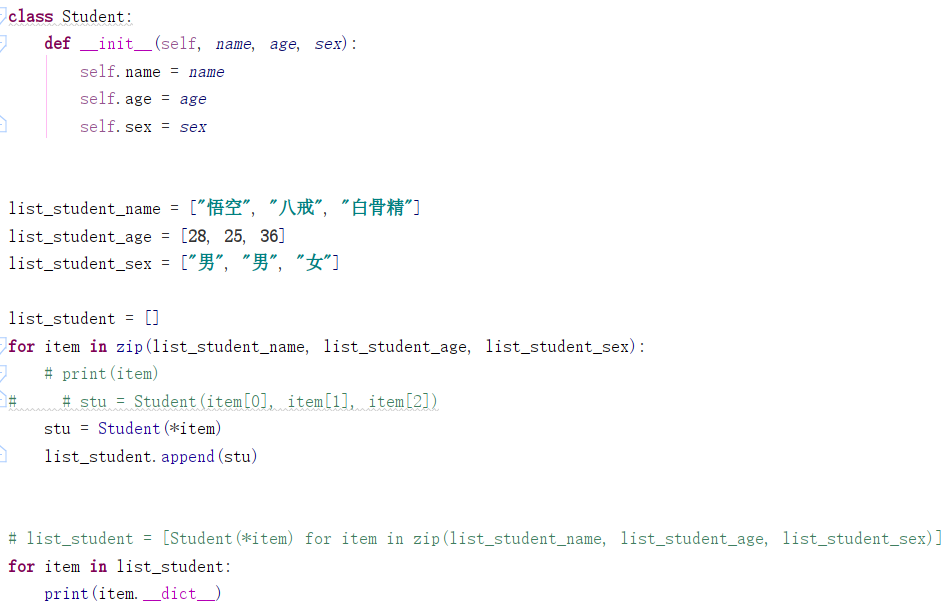 class Student:
    def __init__(self, name, age, sex):
        self.name = name
        self.age = age
        self.sex = sex
list_student_name = ["悟空", "八戒", "白骨精"]
list_student_age = [28, 25, 36]
list_student_sex = ["男", "男", "女"]
list_student = []
for item in zip(list_student_name, list_student_age, list_student_sex):
    # print(item)
#     # stu = Student(item[0], item[1], item[2])
    stu = Student(*item)
    list_student.append(stu)
# list_student = [Student(*item) for item in zip(list_student_name, list_student_age, list_student_sex)]
for item in list_student:
    print(item.__dict__)